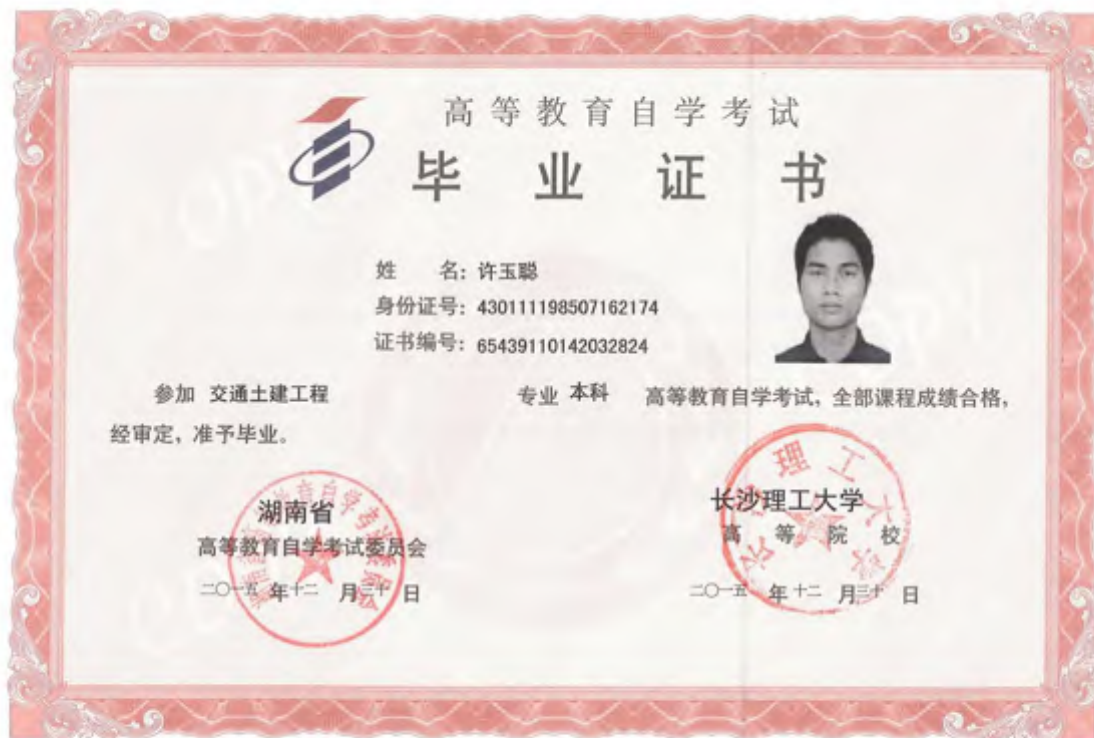 高等教育自学考试
毕业证书
姓 名：许玉聪
身份证号：430111198507162174
证书编号：65439110142032824
参加 交通土建工程 专业 本科 高等教育自学考试，全部课程成绩合格，
经审定，准予毕业。
湖南省
高等教育自学考试委员会
二〇一五 年 十二 月 三十 日
长沙理工大学
高等院校
二〇一五 年 十二 月 三十 日